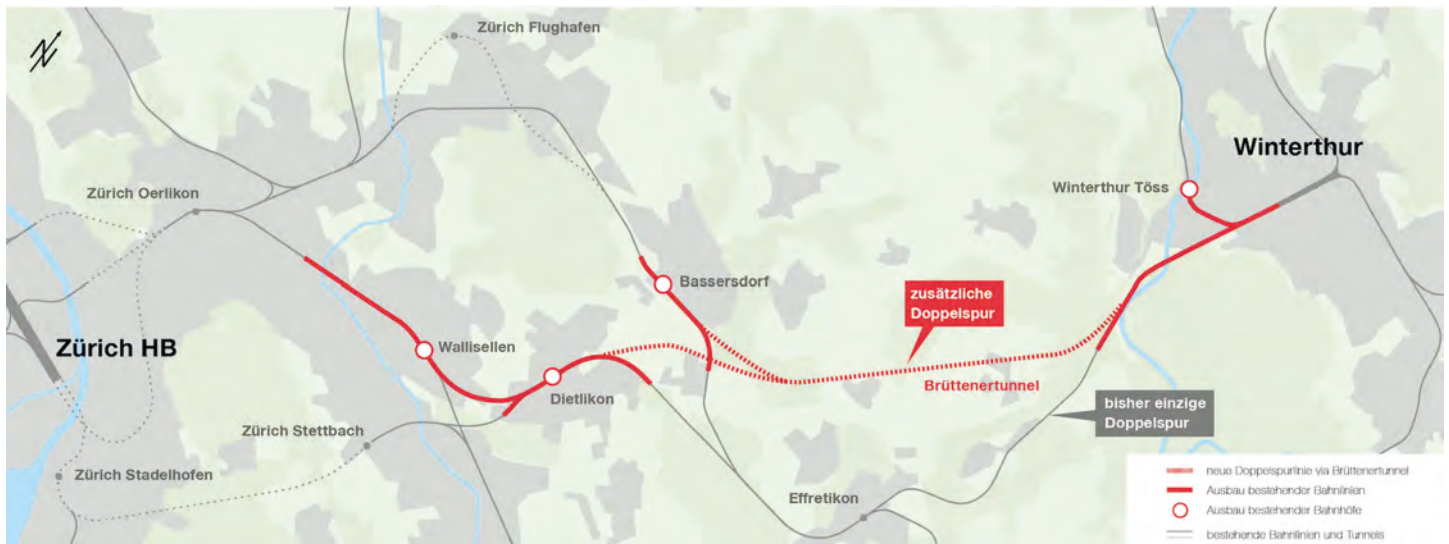 N
Zürich Flughafen
Winterthur
Winterthur Töss
Zürich Oerlikon
Bassersdorf
zusätzliche
Doppelspur
Zürich HB
Wallisellen
Brüttenertunnel
Dietlikon
bisher einzige
Doppelspur
Zürich Stettbach
Zürich Stadelhofen
Effretikon
neue Doppelspurlinie via Brüttenertunnel
Ausbau bestehender Bahnlinien
Ausbau bestehender Bahnhöfe
bestehende Bahnlinien und Tunnels